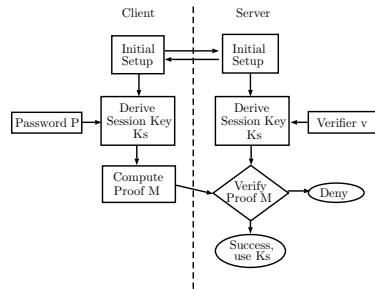 Client
Server
Initial
Setup
Initial
Setup
Derive
Session Key
Ks
Derive
Session Key
Ks
Password P
Verifier v
Compute
Proof M
Verify
Proof M
Deny
Success,
use Ks